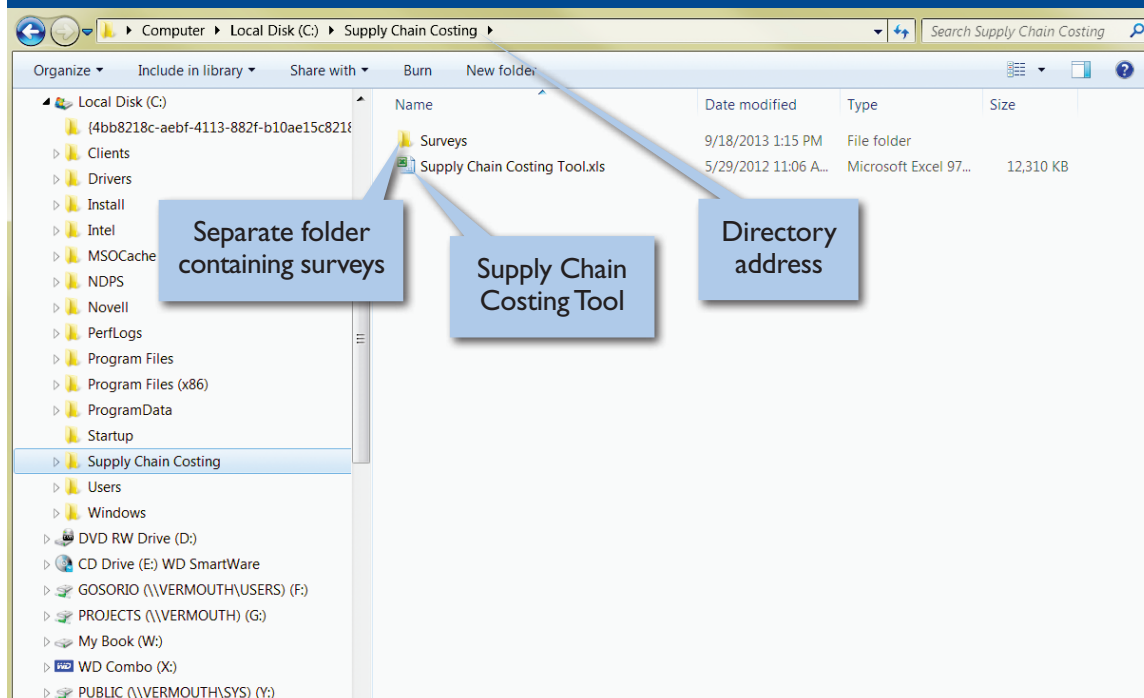 Computer ▸ Local Disk (C:) ▸ Supply Chain Costing ▸
Search Supply Chain Costing
Organize Include in library Share with Burn New folder
Local Disk (C:)
{4bb8218c-aebf-4113-882f-b10ae15c8218
Clients
Drivers
Install
Intel
MSOCache
NDPS
Novell
PerfLogs
Program Files
Program Files (x86)
ProgramData
Startup
Supply Chain Costing
Users
Windows
DVD RW Drive (D:)
CD Drive (E:) WD SmartWare
GOSORIO (\\VERMOUTH\USERS) (F:)
PROJECTS (\\VERMOUTH) (G:)
My Book (W:)
WD Combo (X:)
PUBLIC (\\VERMOUTH\SYS) (Y:)
Name Date modified Type Size
Surveys 9/18/2013 1:15 PM File folder
Supply Chain Costing Tool.xls 5/29/2012 11:06 A... Microsoft Excel 97... 12,310 KB
Separate folder
containing surveys
Supply Chain
Costing Tool
Directory
address